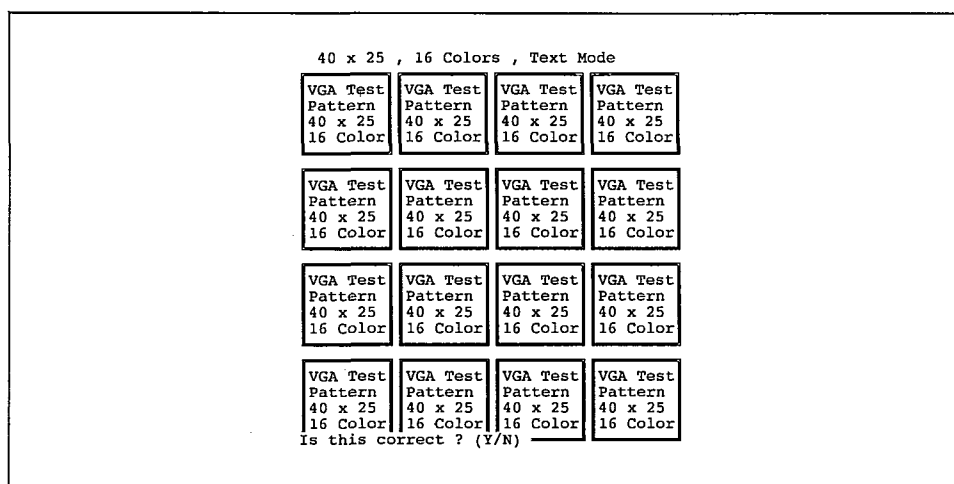 40 x 25 , 16 Colors , Text Mode
VGA Test VGA Test VGA Test VGA Test
Pattern Pattern Pattern Pattern
40 x 25 40 x 25 40 x 25 40 x 25
16 Color 16 Color 16 Color 16 Color
VGA Test VGA Test VGA Test VGA Test
Pattern Pattern Pattern Pattern
40 x 25 40 x 25 40 x 25 40 x 25
16 Color 16 Color 16 Color 16 Color
VGA Test VGA Test VGA Test VGA Test
Pattern Pattern Pattern Pattern
40 x 25 40 x 25 40 x 25 40 x 25
16 Color 16 Color 16 Color 16 Color
VGA Test VGA Test VGA Test VGA Test
Pattern Pattern Pattern Pattern
40 x 25 40 x 25 40 x 25 40 x 25
16 Color 16 Color 16 Color 16 Color
Is this correct ? (Y/N)